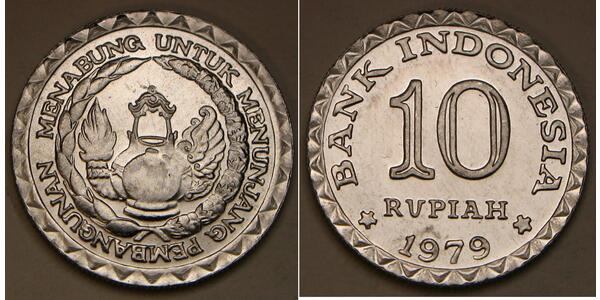 MENABUNG UNTUK MENUNJANG PEMBANGUNAN
BANK INDONESIA
10
RUPIAH
1979